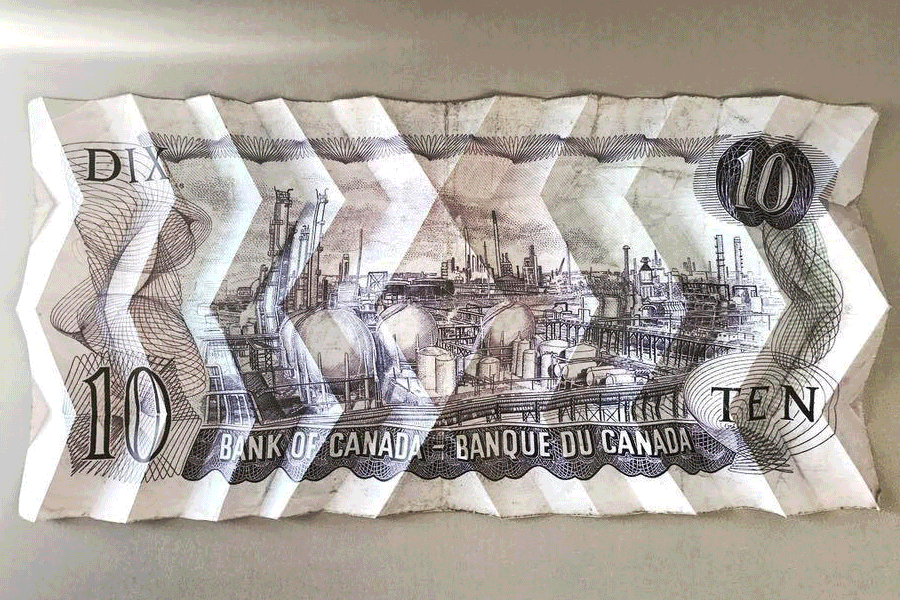 DIX
10
10
TEN
BANK OF CANADA – BANQUE DU CANADA